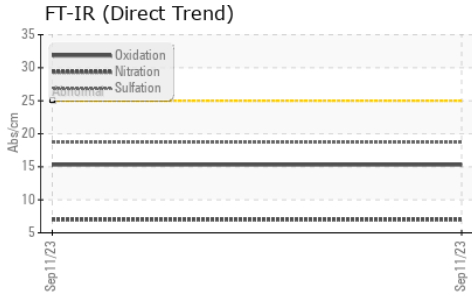 FT-IR (Direct Trend)
35
30
25
20
15
10
5
Abs/cm
Oxidation
Nitration
Sulfation
Abnormal
Sep11/23
Sep11/23